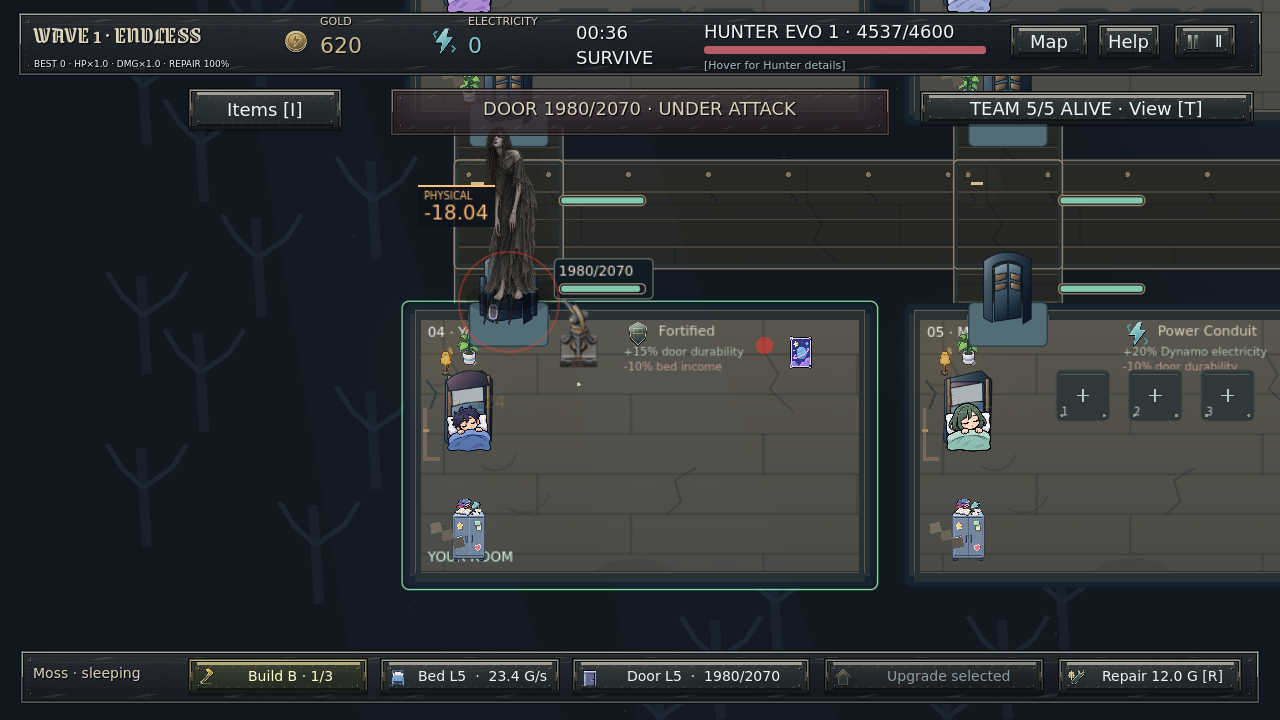 WAVE 1 · ENDLESS
BEST 0 · HP×1.0 · DMG×1.0 · REPAIR 100%
GOLD
620
ELECTRICITY
0
00:36
SURVIVE
HUNTER EVO 1 · 4537/4600
[Hover for Hunter details]
Map
Help
II
Items [I]
DOOR 1980/2070 · UNDER ATTACK
TEAM 5/5 ALIVE · View [T]
PHYSICAL
-18.04
1980/2070
04 · Y
Fortified
+15% door durability
-10% bed income
24
YOUR ROOM
05 · M
Power Conduit
+20% Dynamo electricity
-10% door durability
+
1
+
2
+
3
Moss · sleeping
Build B · 1/3
Bed L5 · 23.4 G/s
Door L5 · 1980/2070
Upgrade selected
Repair 12.0 G [R]